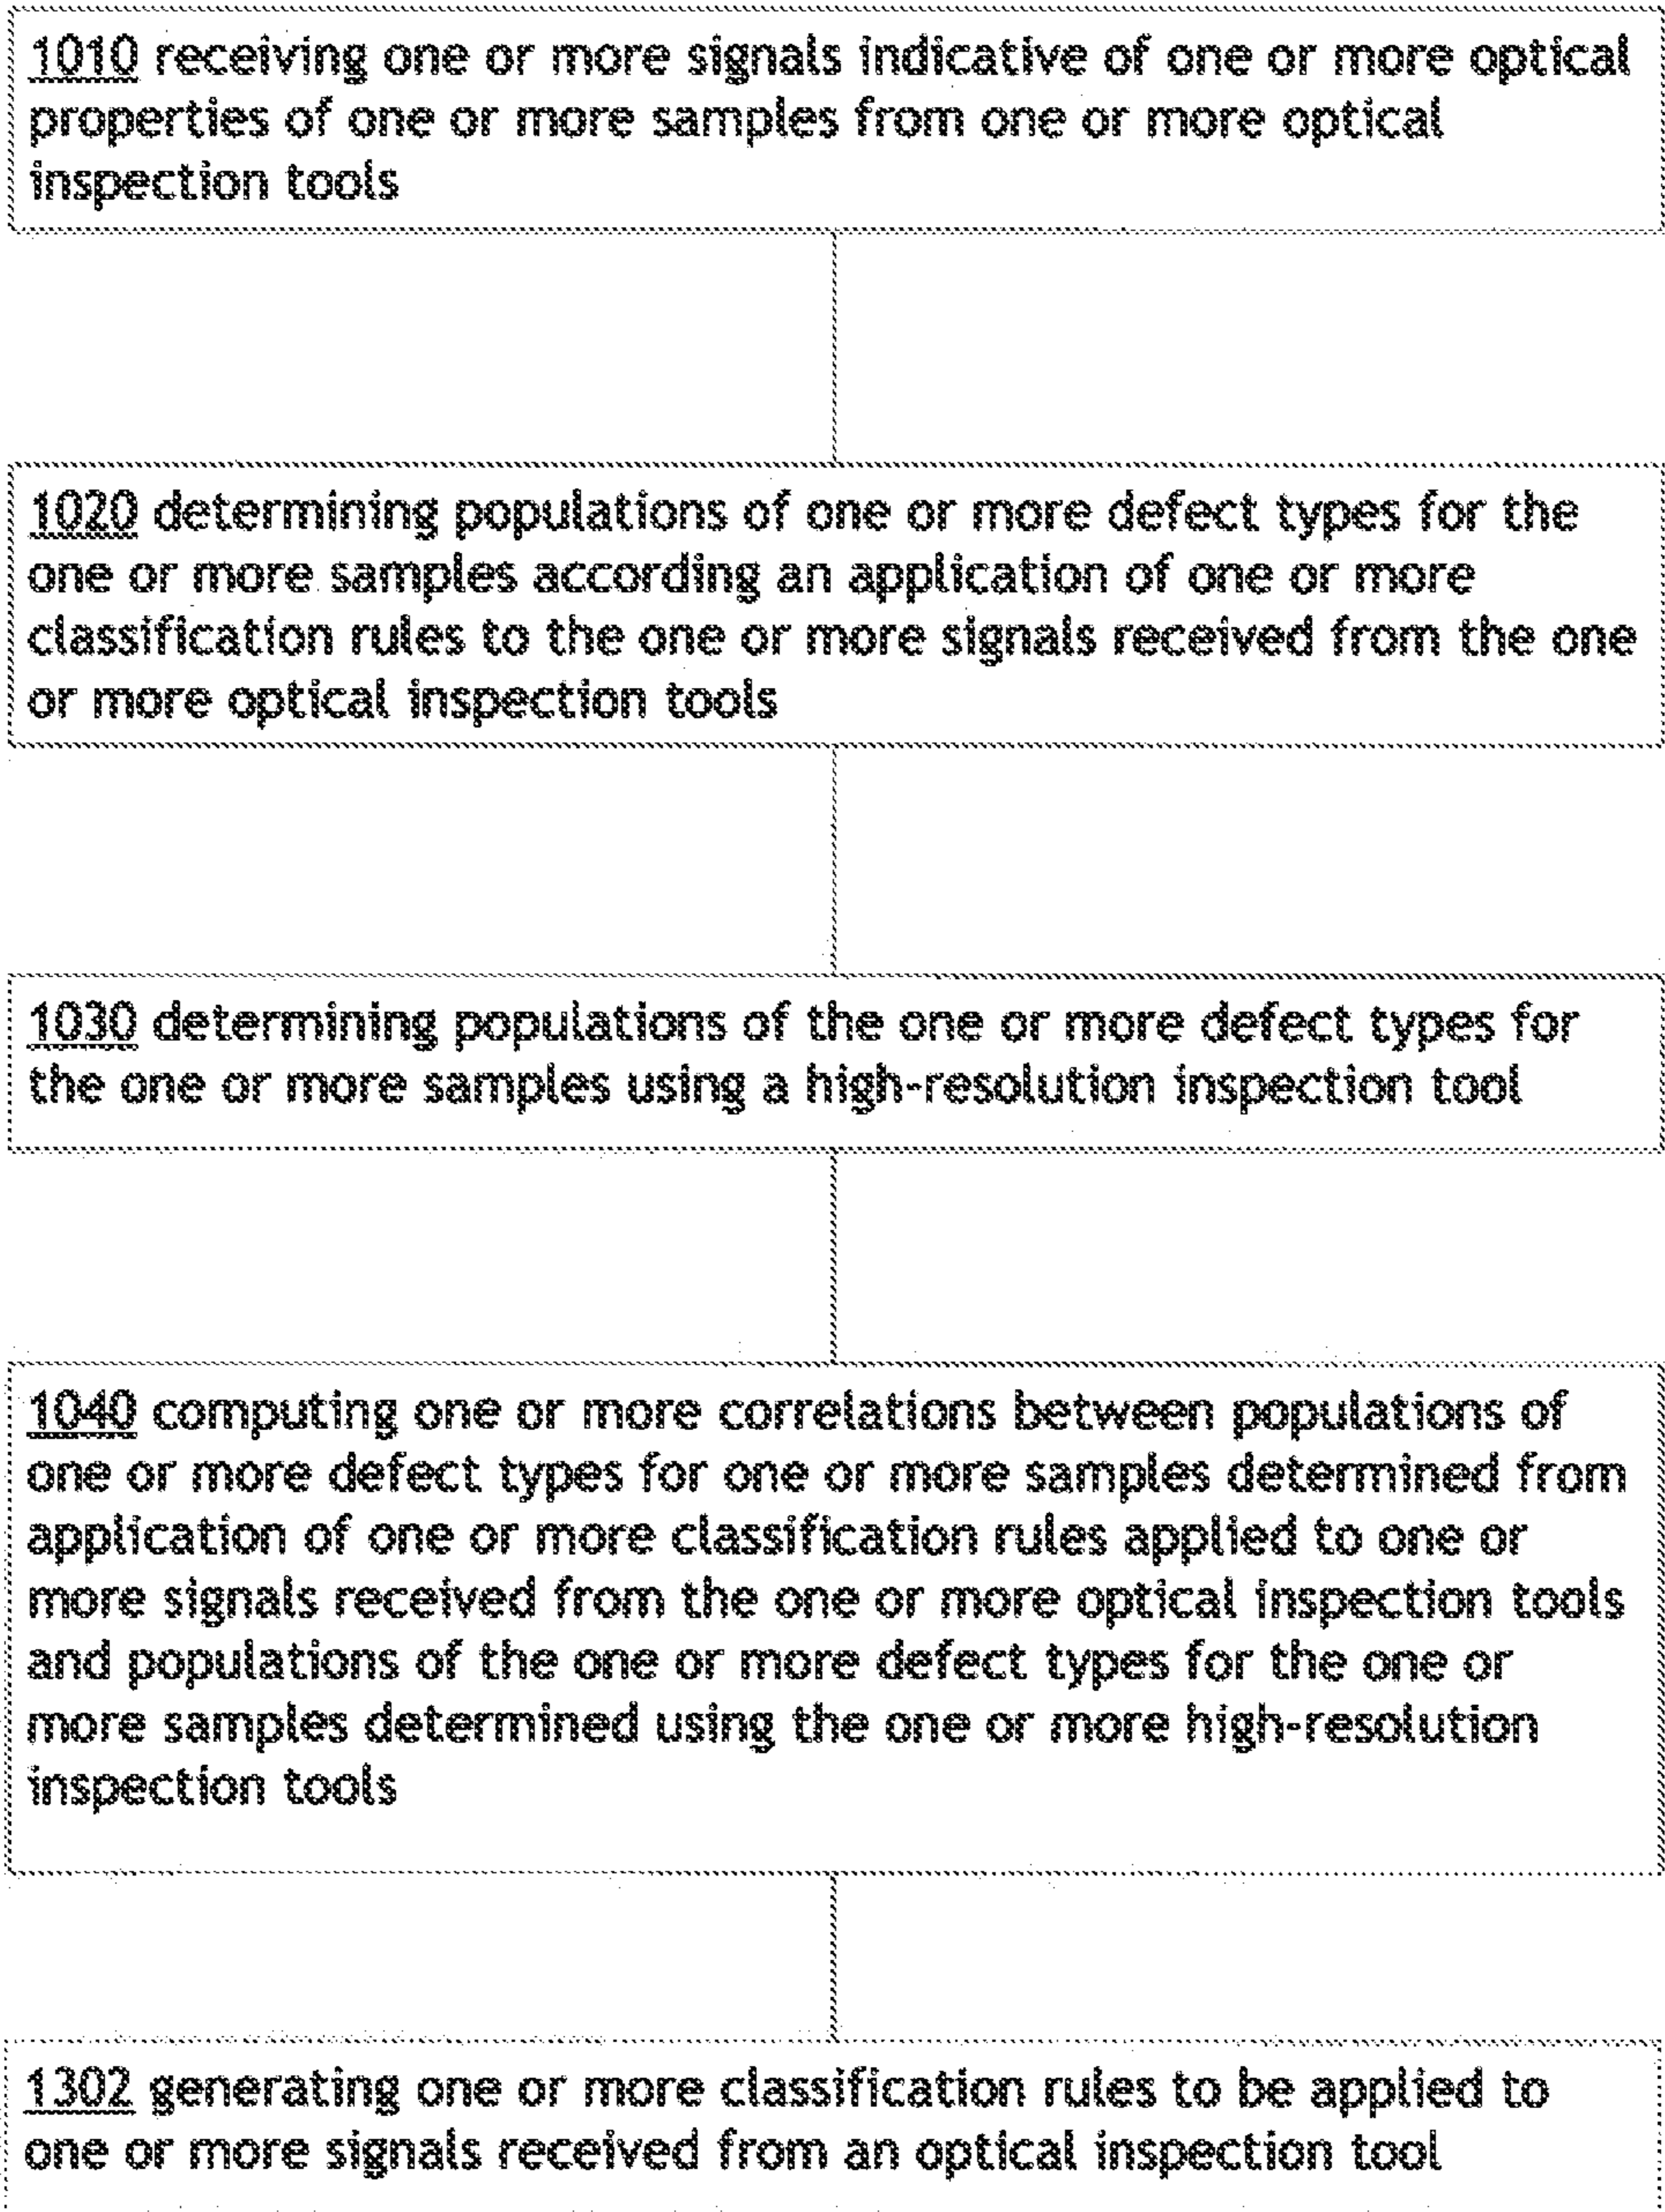 1010 receiving one or more signals indicative of one or more optical
properties of one or more samples from one or more optical
inspection tools
1020 determining populations of one or more defect types for the
one or more samples according an application of one or more
classification rules to the one or more signals received from the one
or more optical inspection tools
1030 determining populations of the one or more defect types for
the one or more samples using a high-resolution inspection tool
1040 computing one or more correlations between populations of
one or more defect types for one or more samples determined from
application of one or more classification rules applied to one or
more signals received from the one or more optical inspection tools
and populations of the one or more defect types for the one or
more samples determined using the one or more high-resolution
inspection tools
1302 generating one or more classification rules to be applied to
one or more signals received from an optical inspection tool